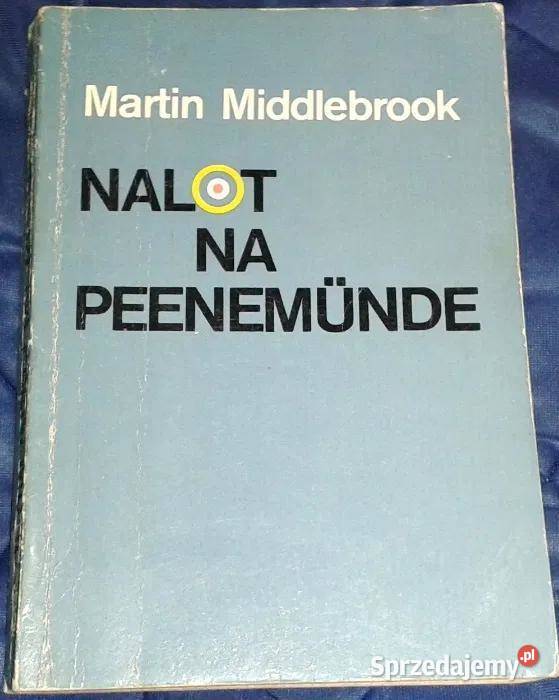 Martin Middlebrook
NALOT
NA
PEENEMÜNDE
Sprzedajemy.pl